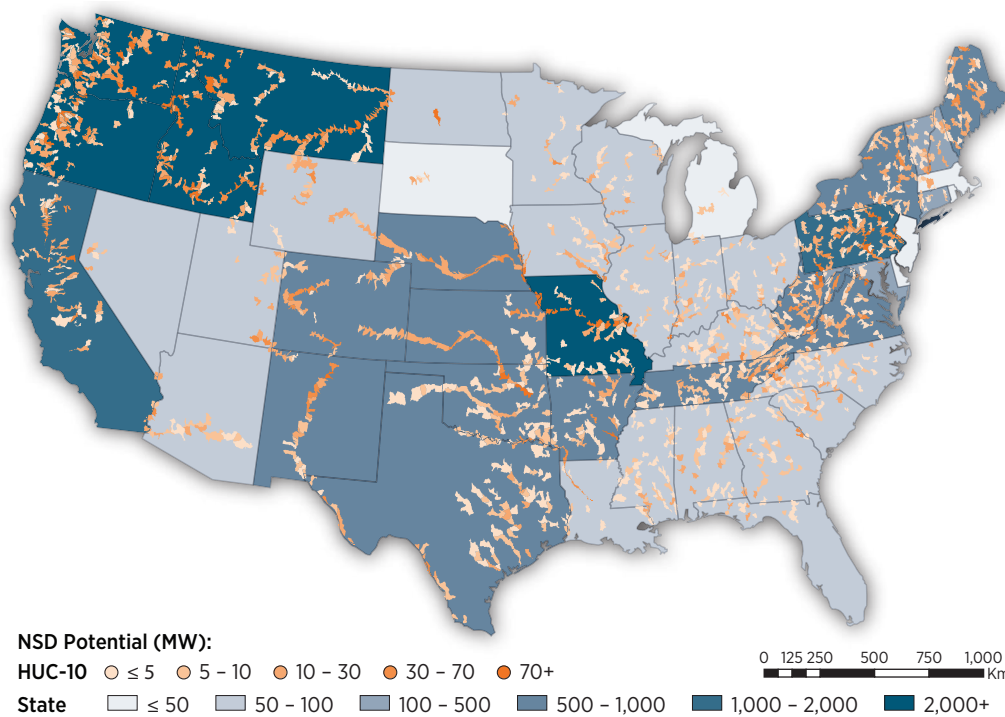 NSD Potential (MW):
HUC-10 ≤ 5 5 – 10 10 – 30 30 – 70 70+
0 125 250 500 750 1,000
Km
State ≤ 50 50 – 100 100 – 500 500 – 1,000 1,000 – 2,000 2,000+